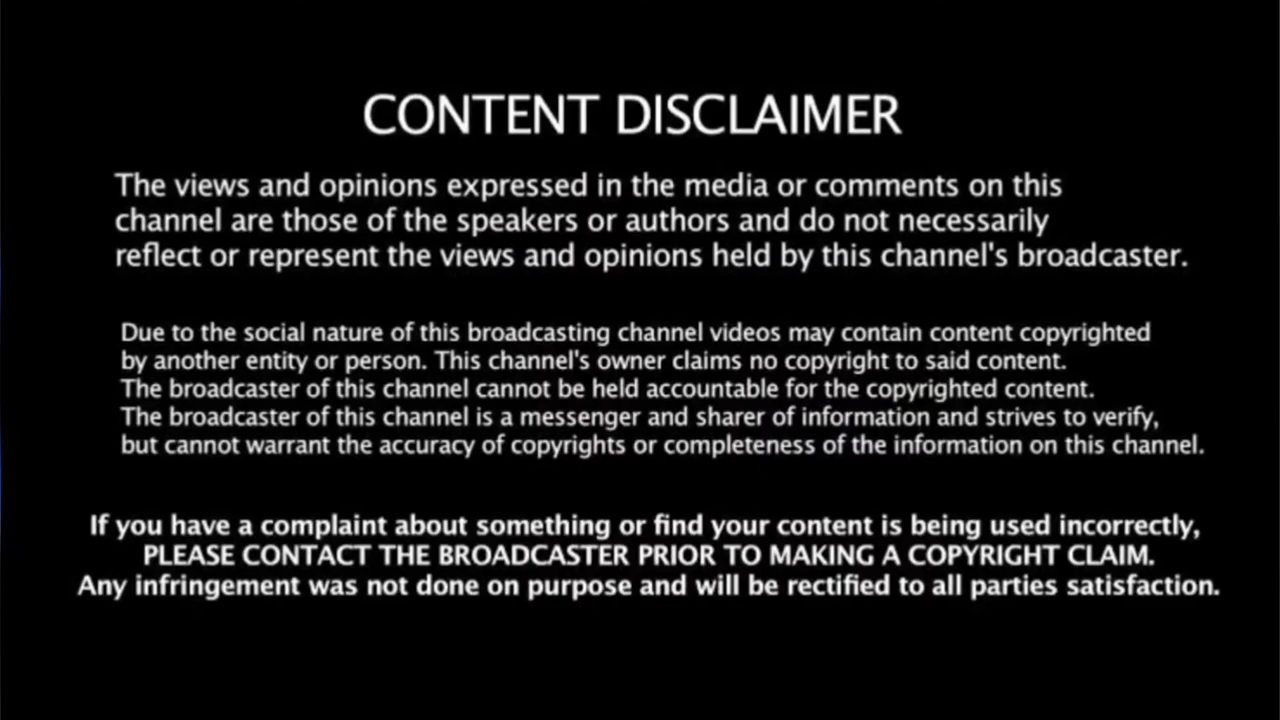 CONTENT DISCLAIMER
The views and opinions expressed in the media or comments on this
channel are those of the speakers or authors and do not necessarily
reflect or represent the views and opinions held by this channel's broadcaster.
Due to the social nature of this broadcasting channel videos may contain content copyrighted
by another entity or person. This channel's owner claims no copyright to said content.
The broadcaster of this channel cannot be held accountable for the copyrighted content.
The broadcaster of this channel is a messenger and sharer of information and strives to verify,
but cannot warrant the accuracy of copyrights or completeness of the information on this channel.
If you have a complaint about something or find your content is being used incorrectly,
PLEASE CONTACT THE BROADCASTER PRIOR TO MAKING A COPYRIGHT CLAIM.
Any infringement was not done on purpose and will be rectified to all parties satisfaction.